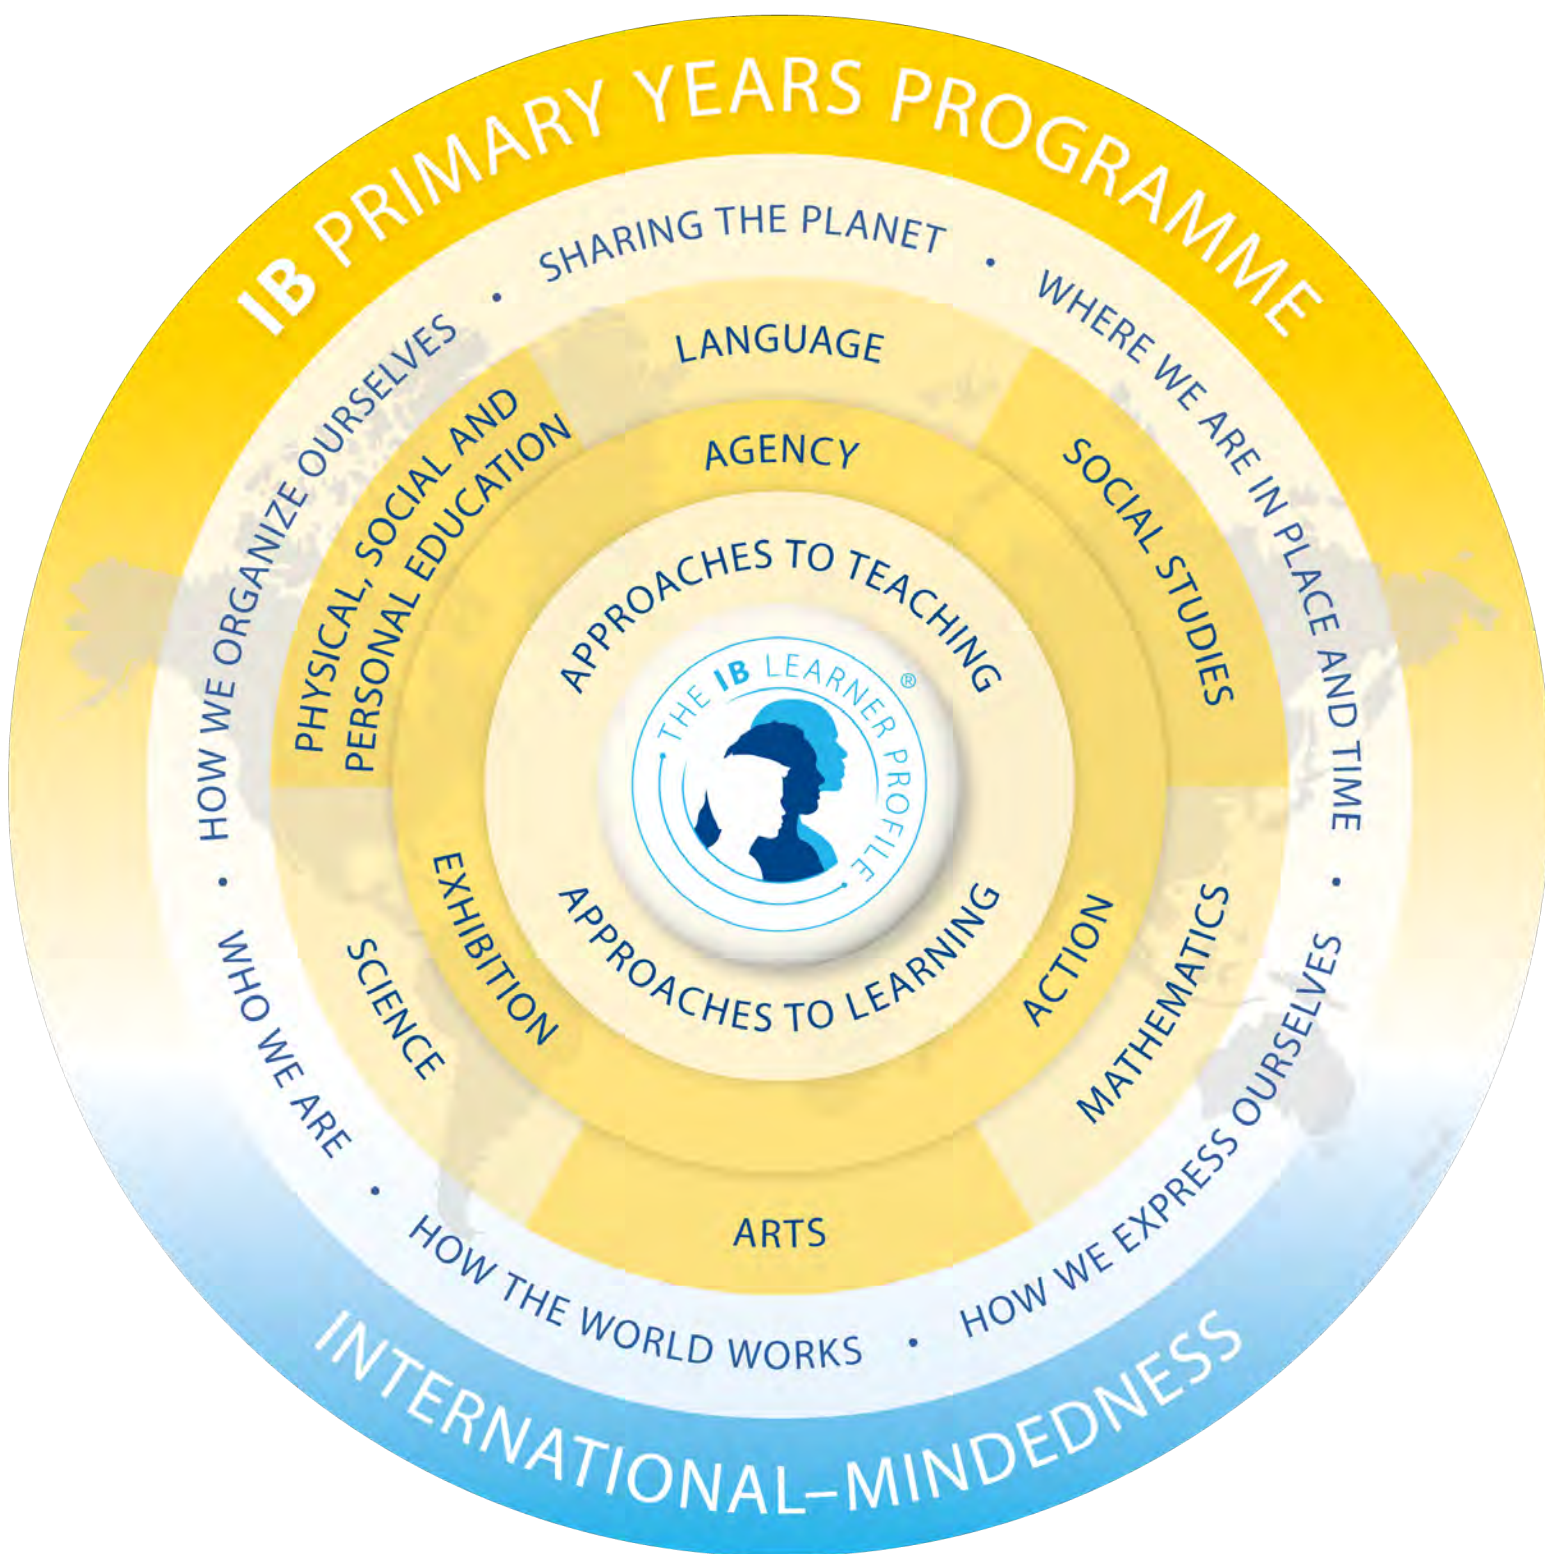 IB PRIMARY YEARS PROGRAMME
SHARING THE PLANET
•
WHERE WE ARE IN PLACE AND TIME
•
HOW WE EXPRESS OURSELVES
•
HOW THE WORLD WORKS
•
WHO WE ARE
•
HOW WE ORGANIZE OURSELVES
•
LANGUAGE
SOCIAL STUDIES
MATHEMATICS
ARTS
SCIENCE
PHYSICAL, SOCIAL AND
PERSONAL EDUCATION
AGENCY
ACTION
EXHIBITION
APPROACHES TO TEACHING
APPROACHES TO LEARNING
• THE IB LEARNER PROFILE •
®
INTERNATIONAL–MINDEDNESS